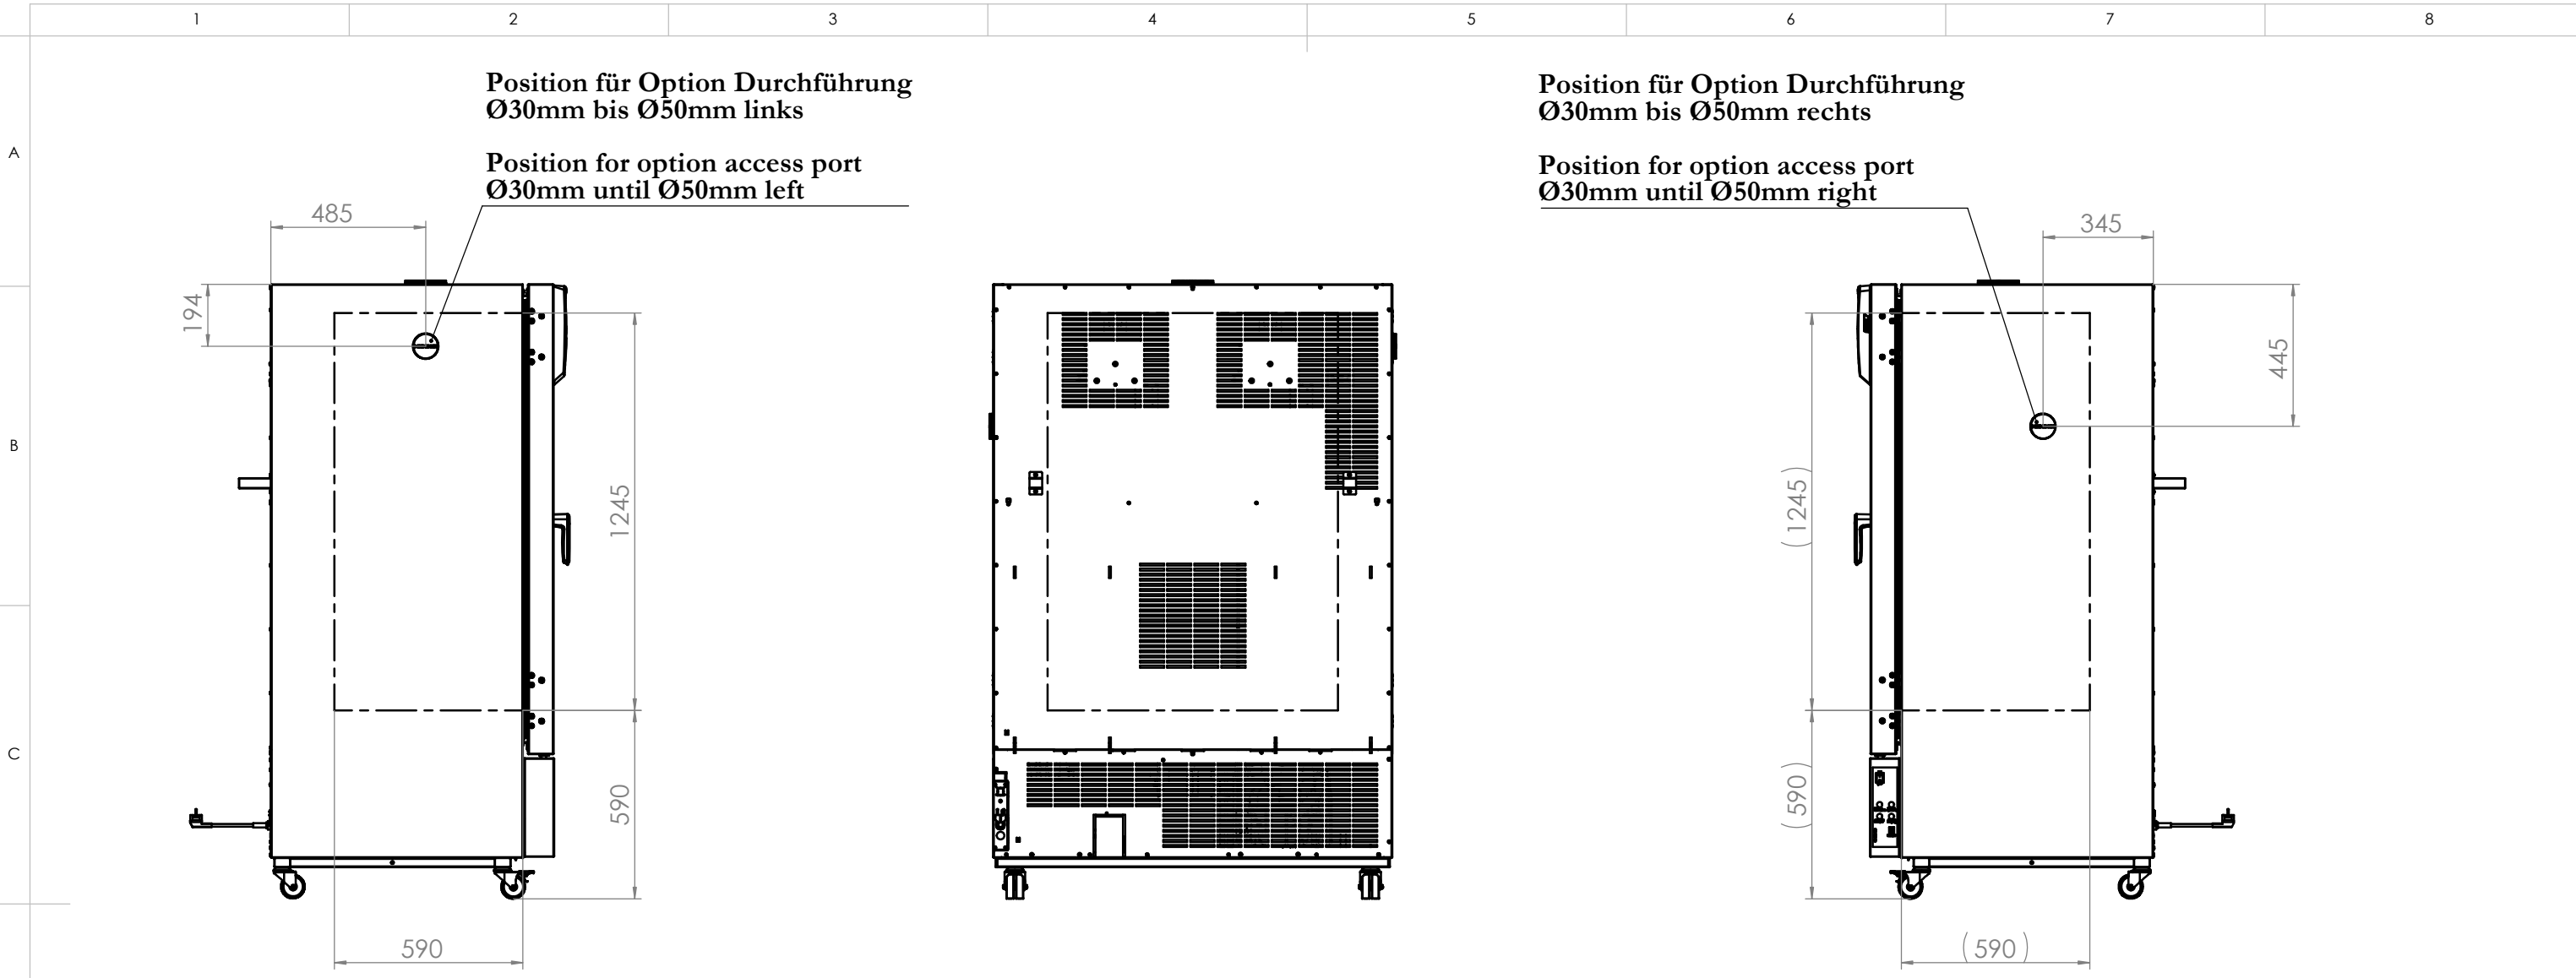 1 2 3 4 5 6 7 8
A
B
C
Position für Option Durchführung
Ø30mm bis Ø50mm links
Position for option access port
Ø30mm until Ø50mm left
485
194
1245
590
590
Position für Option Durchführung
Ø30mm bis Ø50mm rechts
Position for option access port
Ø30mm until Ø50mm right
345
445
(1245)
(590)
(590)